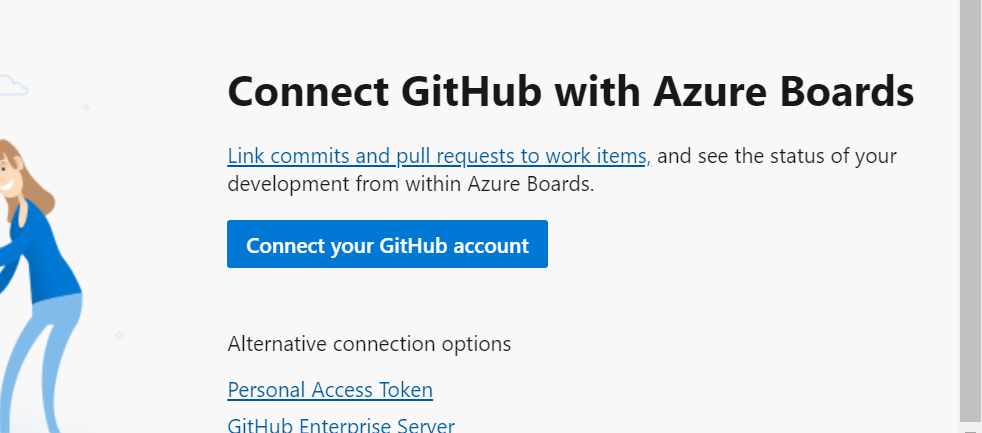 Connect GitHub with Azure Boards
Link commits and pull requests to work items, and see the status of your
development from within Azure Boards.
Connect your GitHub account
Alternative connection options
Personal Access Token
GitHub Enterprise Server